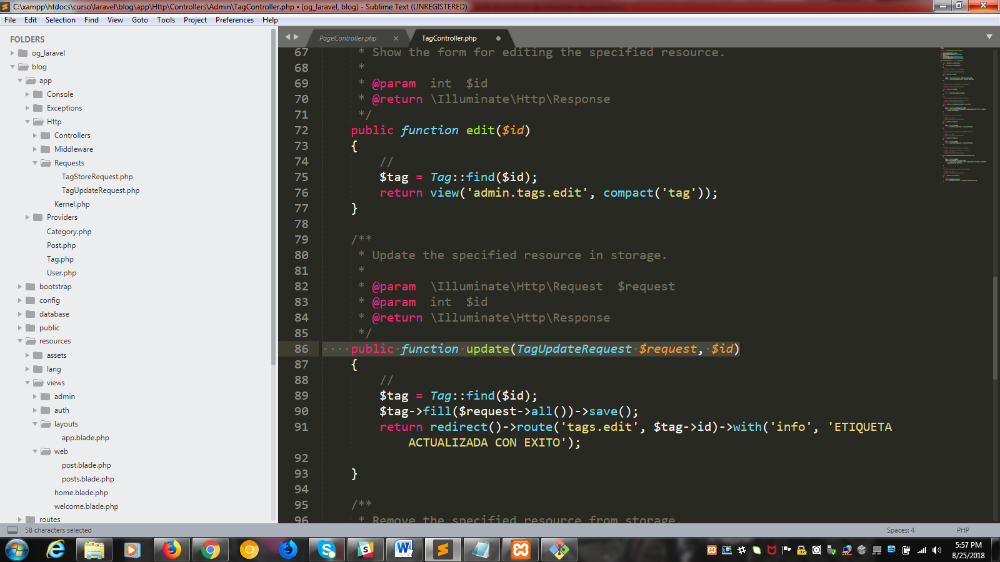 C:\xampp\htdocs\curso\laravel\blog\app\Http\Controllers\Admin\TagController.php • (og_laravel, blog) - Sublime Text (UNREGISTERED)
File Edit Selection Find View Goto Tools Project Preferences Help
FOLDERS
og_laravel
blog
app
Console
Exceptions
Http
Controllers
Middleware
Requests
TagStoreRequest.php
TagUpdateRequest.php
Kernel.php
Providers
Category.php
Post.php
Tag.php
User.php
bootstrap
config
database
public
resources
assets
lang
views
admin
auth
layouts
app.blade.php
web
post.blade.php
posts.blade.php
home.blade.php
welcome.blade.php
routes
PageController.php × TagController.php
67 * Show the form for editing the specified resource.
68 *
69 * @param  int  $id
70 * @return \Illuminate\Http\Response
71 */
72 public function edit($id)
73 {
74 //
75 $tag = Tag::find($id);
76 return view('admin.tags.edit', compact('tag'));
77 }
78
79 /**
80 * Update the specified resource in storage.
81 *
82 * @param  \Illuminate\Http\Request  $request
83 * @param  int  $id
84 * @return \Illuminate\Http\Response
85 */
86 public function update(TagUpdateRequest $request, $id)
87 {
88 //
89 $tag = Tag::find($id);
90 $tag->fill($request->all())->save();
91 return redirect()->route('tags.edit', $tag->id)->with('info', 'ETIQUETA
ACTUALIZADA CON EXITO');
92
93 }
94
95 /**
96 * Remove the specified resource from storage.
58 characters selected
Spaces: 4 PHP
5:57 PM
8/25/2018